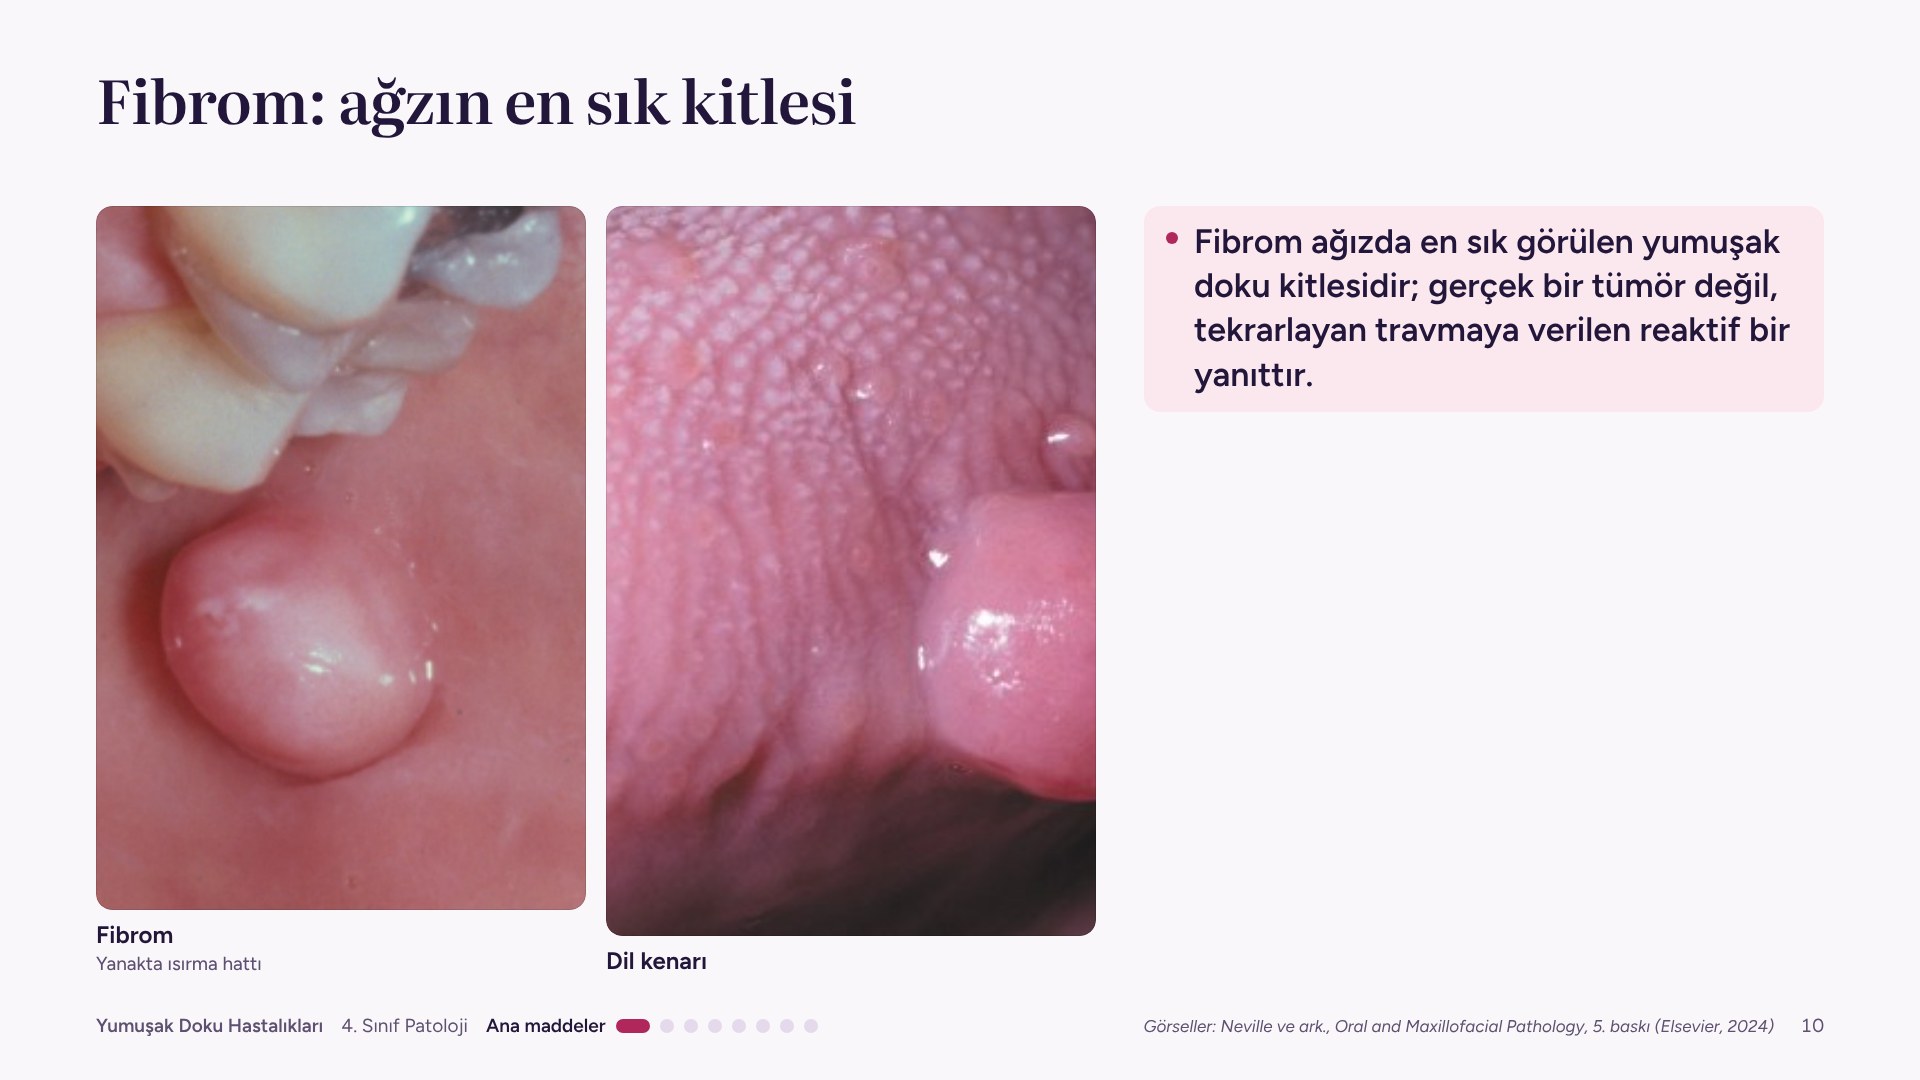 Fibrom: ağzın en sık kitlesi
Fibrom ağızda en sık görülen yumuşak
doku kitlesidir; gerçek bir tümör değil,
tekrarlayan travmaya verilen reaktif bir
yanıttır.
Fibrom
Yanakta ısırma hattı
Dil kenarı
Yumuşak Doku Hastalıkları 4. Sınıf Patoloji Ana maddeler
Görseller: Neville ve ark., Oral and Maxillofacial Pathology, 5. baskı (Elsevier, 2024) 10